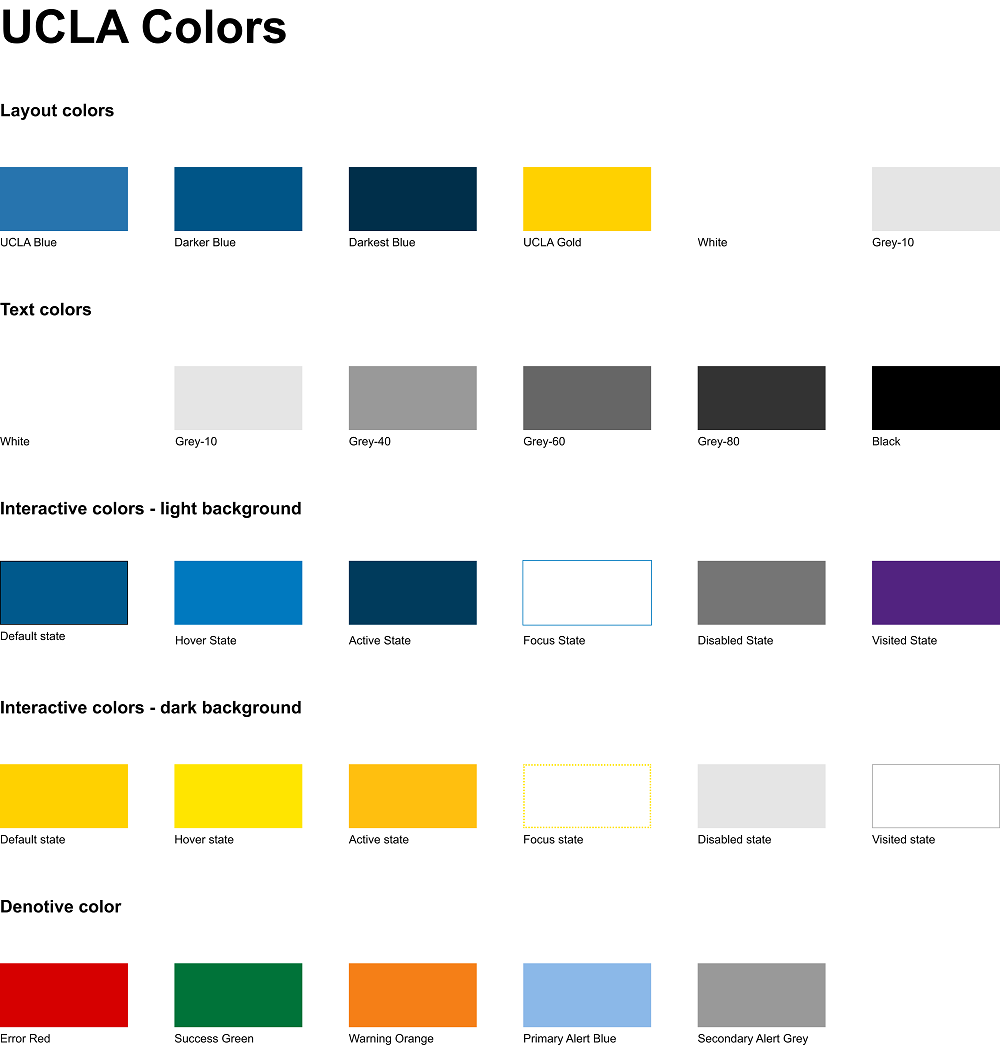 UCLA Colors
Layout colors
UCLA Blue
Darker Blue
Darkest Blue
UCLA Gold
White
Grey-10
Text colors
White
Grey-10
Grey-40
Grey-60
Grey-80
Black
Interactive colors - light background
Default state
Hover State
Active State
Focus State
Disabled State
Visited State
Interactive colors - dark background
Default state
Hover state
Active state
Focus state
Disabled state
Visited state
Denotive color
Error Red
Success Green
Warning Orange
Primary Alert Blue
Secondary Alert Grey